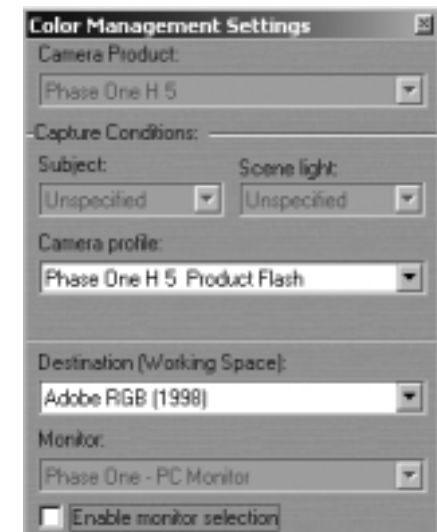 Color Management Settings
Camera Product:
Phase One H 5
Capture Conditions:
Subject: Scene light:
Unspecified Unspecified
Camera profile:
Phase One H 5 Product Flash
Destination (Working Space):
Adobe RGB (1998)
Monitor:
Phase One - PC Monitor
Enable monitor selection